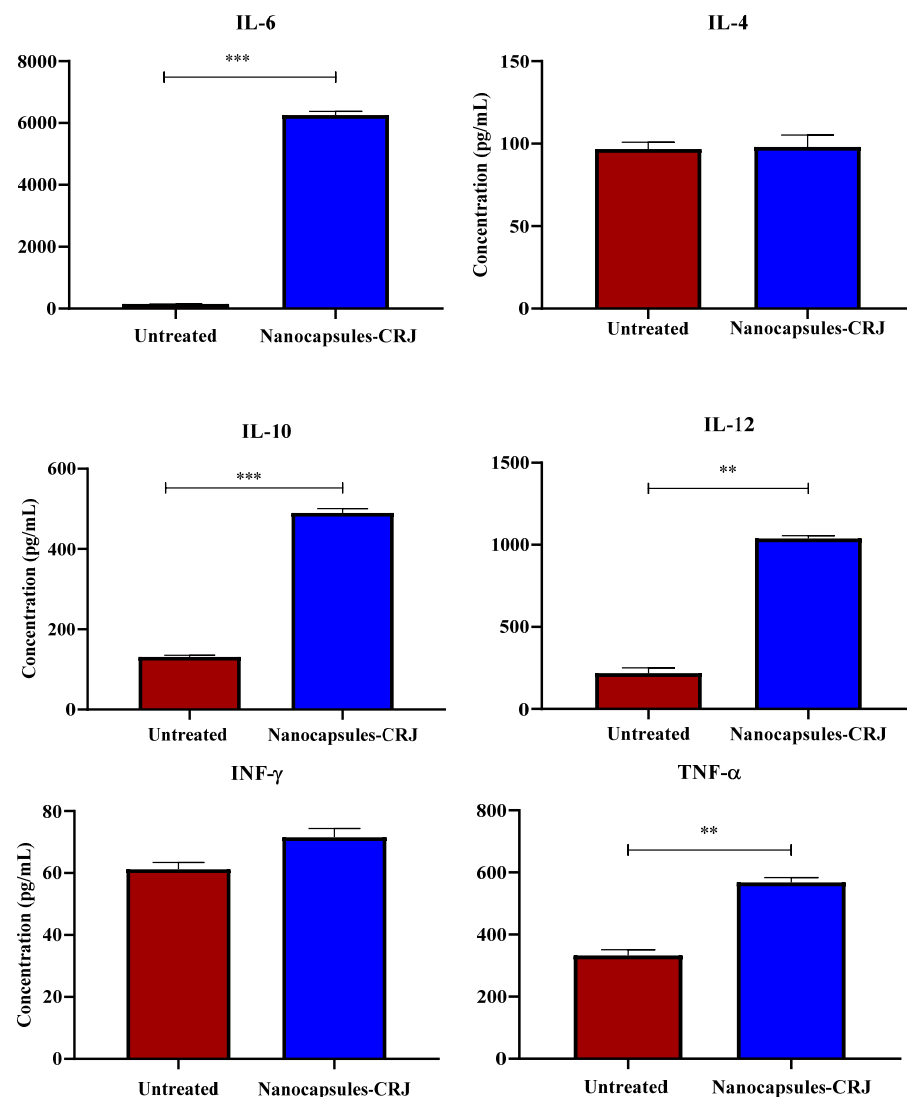 IL-6
8000
6000
4000
2000
0
***
Untreated
Nanocapsules-CRJ
IL-4
Concentration (pg/mL)
150
100
50
0
Untreated
Nanocapsules-CRJ
IL-10
Concentration (pg/mL)
600
400
200
0
***
Untreated
Nanocapsules-CRJ
IL-12
1500
1000
500
0
**
Untreated
Nanocapsules-CRJ
INF-γ
Concentration (pg/mL)
80
60
40
20
0
Untreated
Nanocapsules-CRJ
TNF-α
800
600
400
200
0
**
Untreated
Nanocapsules-CRJ